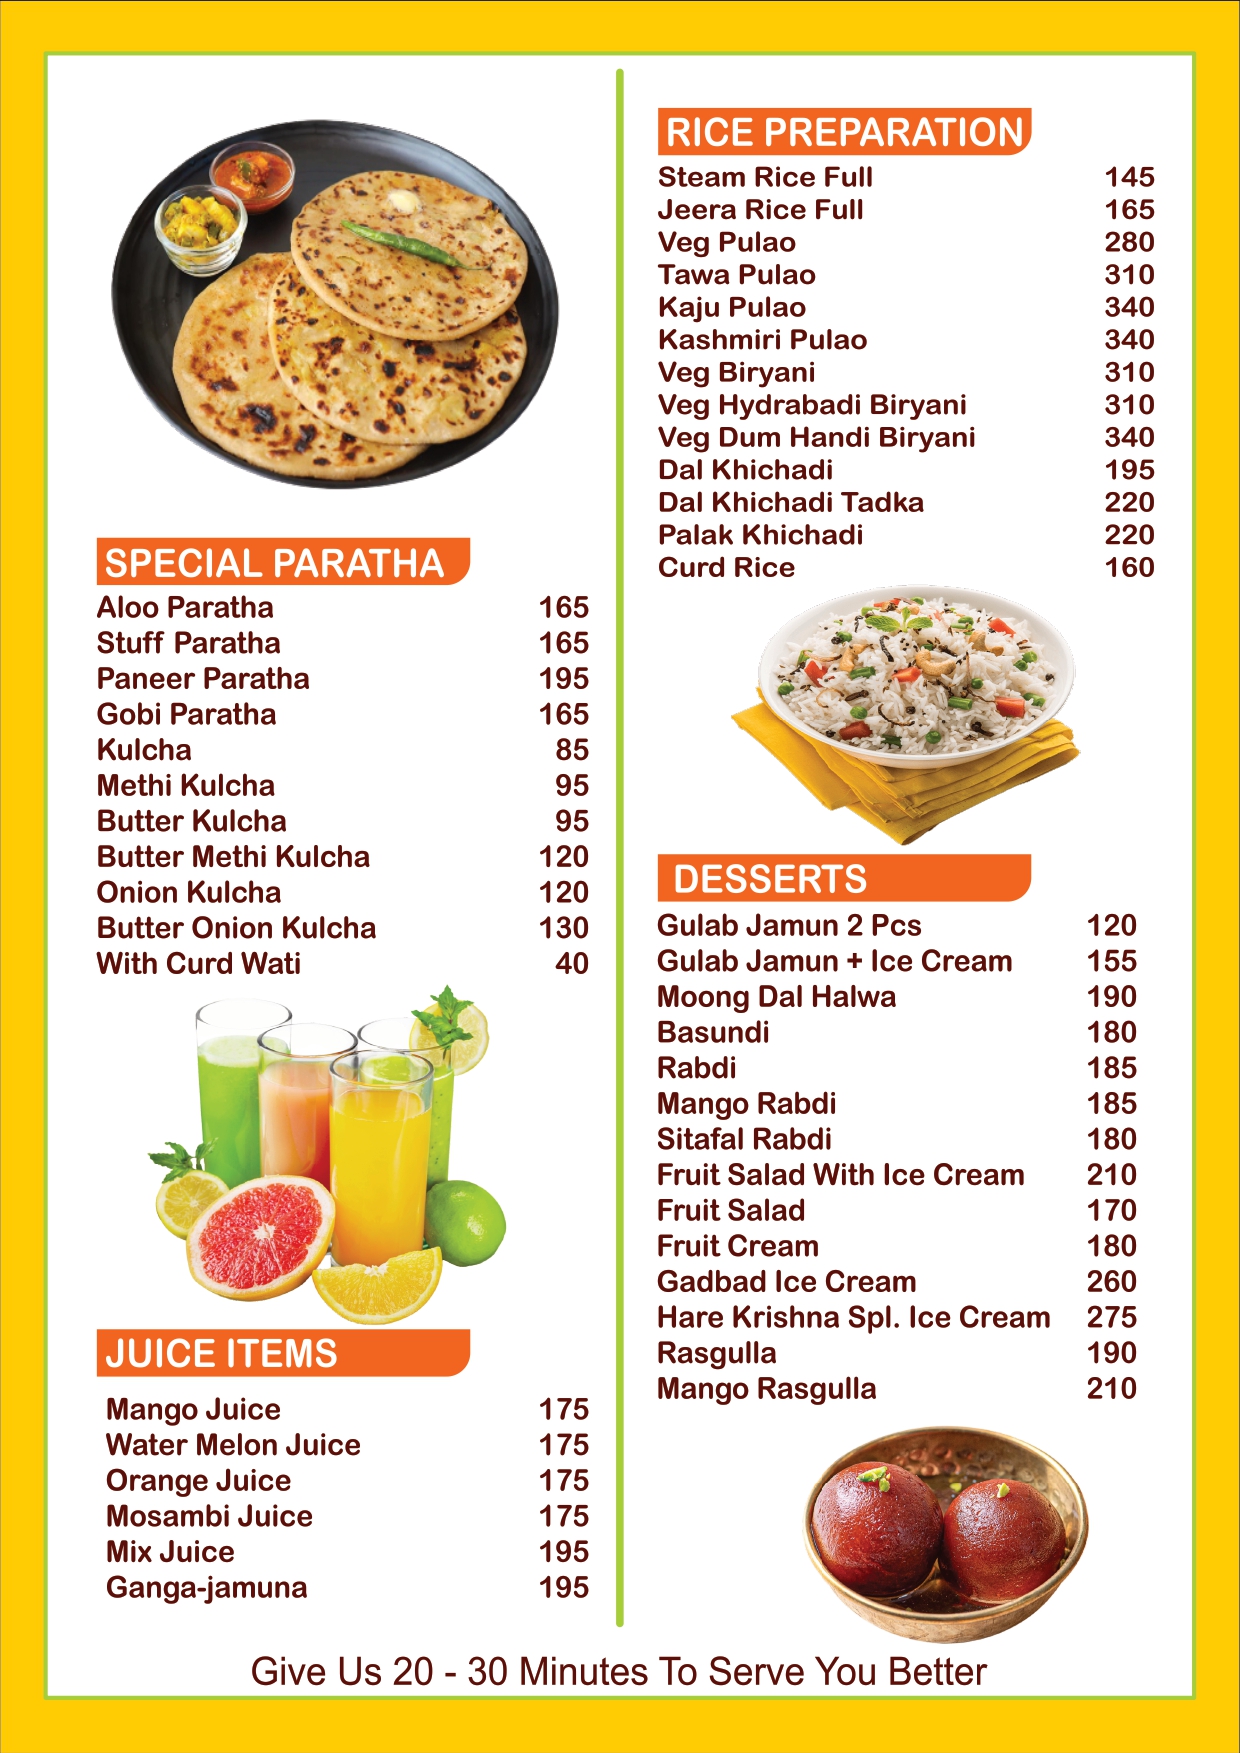 SPECIAL PARATHA
Aloo Paratha 165
Stuff Paratha 165
Paneer Paratha 195
Gobi Paratha 165
Kulcha 85
Methi Kulcha 95
Butter Kulcha 95
Butter Methi Kulcha 120
Onion Kulcha 120
Butter Onion Kulcha 130
With Curd Wati 40
JUICE ITEMS
Mango Juice 175
Water Melon Juice 175
Orange Juice 175
Mosambi Juice 175
Mix Juice 195
Ganga-jamuna 195
RICE PREPARATION
Steam Rice Full 145
Jeera Rice Full 165
Veg Pulao 280
Tawa Pulao 310
Kaju Pulao 340
Kashmiri Pulao 340
Veg Biryani 310
Veg Hydrabadi Biryani 310
Veg Dum Handi Biryani 340
Dal Khichadi 195
Dal Khichadi Tadka 220
Palak Khichadi 220
Curd Rice 160
DESSERTS
Gulab Jamun 2 Pcs 120
Gulab Jamun + Ice Cream 155
Moong Dal Halwa 190
Basundi 180
Rabdi 185
Mango Rabdi 185
Sitafal Rabdi 180
Fruit Salad With Ice Cream 210
Fruit Salad 170
Fruit Cream 180
Gadbad Ice Cream 260
Hare Krishna Spl. Ice Cream 275
Rasgulla 190
Mango Rasgulla 210
Give Us 20 - 30 Minutes To Serve You Better